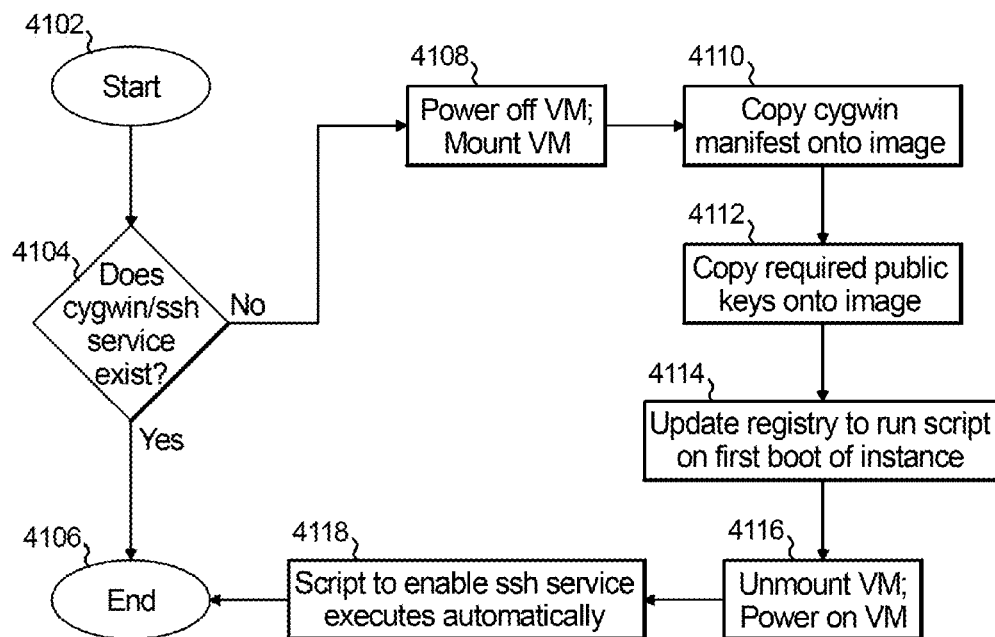 4102
Start
4104
Does
cygwin/ssh
service
exist?
No
Yes
4108
Power off VM;
Mount VM
4110
Copy cygwin
manifest onto image
4112
Copy required public
keys onto image
4114
Update registry to run script
on first boot of instance
4116
Unmount VM;
Power on VM
4118
Script to enable ssh service
executes automatically
4106
End